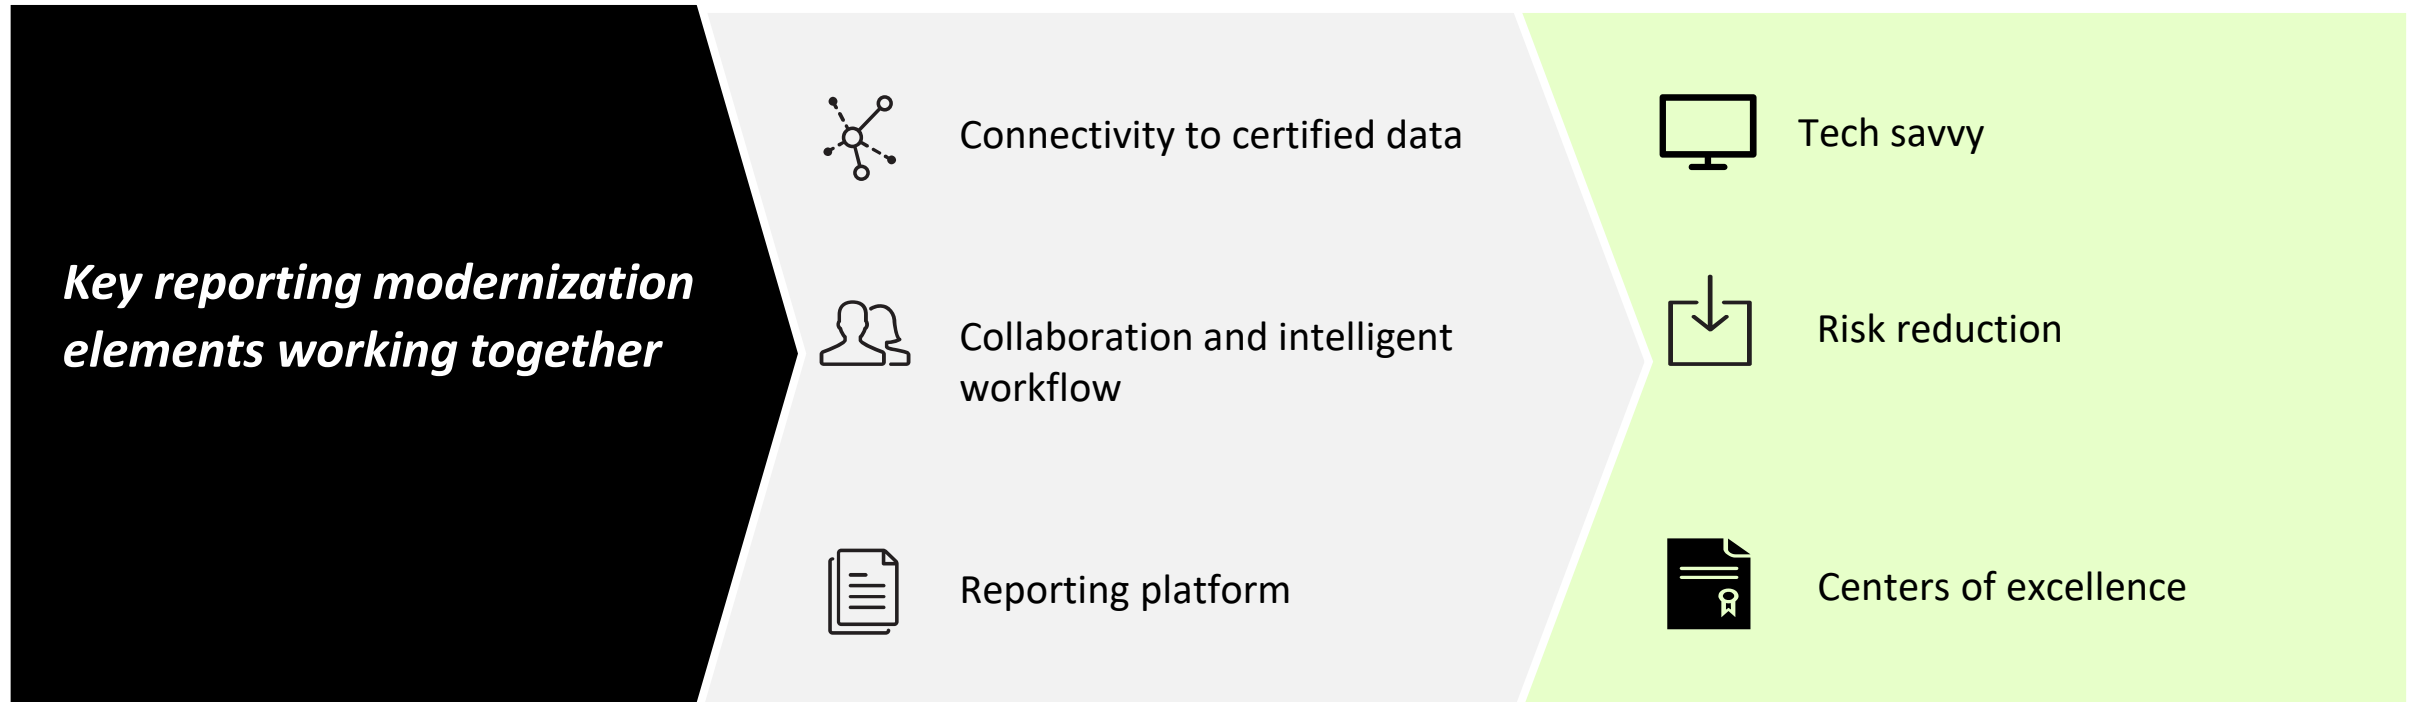 Key reporting modernization
elements working together
Connectivity to certified data
Collaboration and intelligent
workflow
Reporting platform
Tech savvy
Risk reduction
Centers of excellence